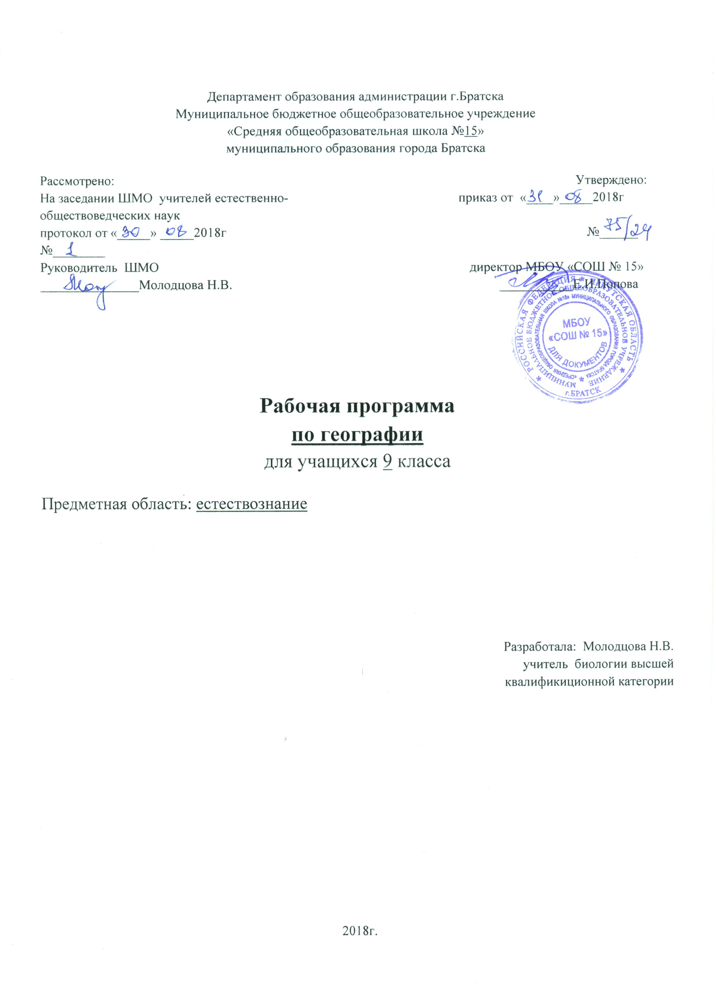 Департамент образования администрации г.Братска
Муниципальное бюджетное общеобразовательное учреждение
«Средняя общеобразовательная школа №15»
муниципального образования города Братска
Рассмотрено:
На заседании ШМО учителей естественно-
обществоведческих наук
протокол от «30» 08 2018г
№ 1
Руководитель ШМО
Молодцова Н.В.
Утверждено:
приказ от «31» 08 2018г
№ 75/24
директор МБОУ «СОШ № 15»
Е.И.Попова
РОССИЙСКАЯ ФЕДЕРАЦИЯ * ИРКУТСКАЯ ОБЛАСТЬ *
г.БРАТСК
МУНИЦИПАЛЬНОЕ БЮДЖЕТНОЕ ОБЩЕОБРАЗОВАТЕЛЬНОЕ УЧРЕЖДЕНИЕ
«СРЕДНЯЯ ОБЩЕОБРАЗОВАТЕЛЬНАЯ ШКОЛА №15» МУНИЦИПАЛЬНОГО ОБРАЗОВАНИЯ ГОРОДА БРАТСКА *
МБОУ
«СОШ № 15»
ДЛЯ ДОКУМЕНТОВ
Рабочая программа
по географии
для учащихся 9 класса
Предметная область: естествознание
Разработала: Молодцова Н.В.
учитель биологии высшей
квалификиционной категории
2018г.